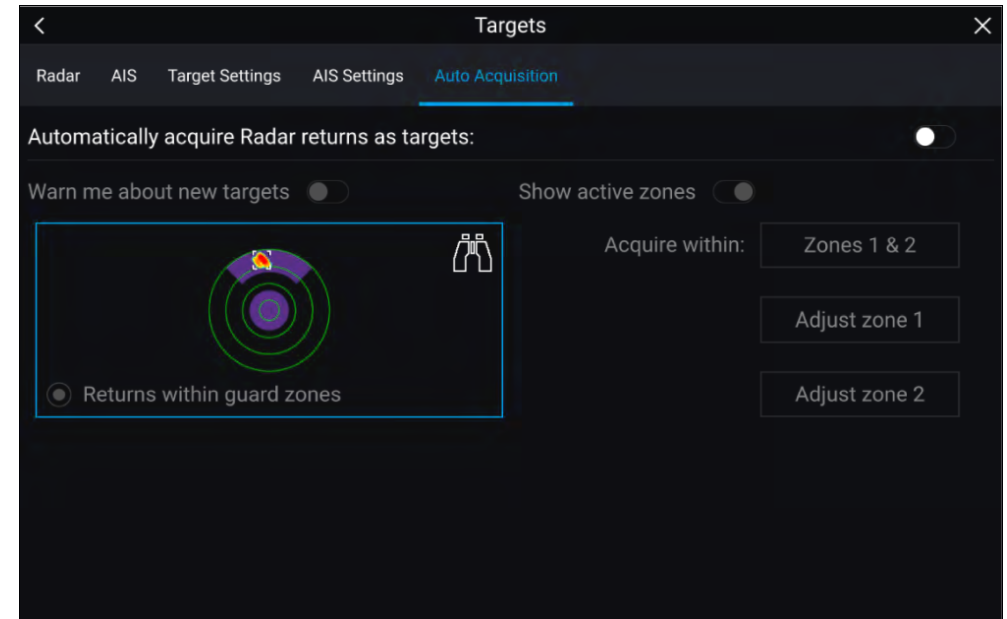 Targets
Radar AIS Target Settings AIS Settings Auto Acquisition
Automatically acquire Radar returns as targets:
Warn me about new targets Show active zones
Acquire within: Zones 1 & 2
Adjust zone 1
Returns within guard zones Adjust zone 2